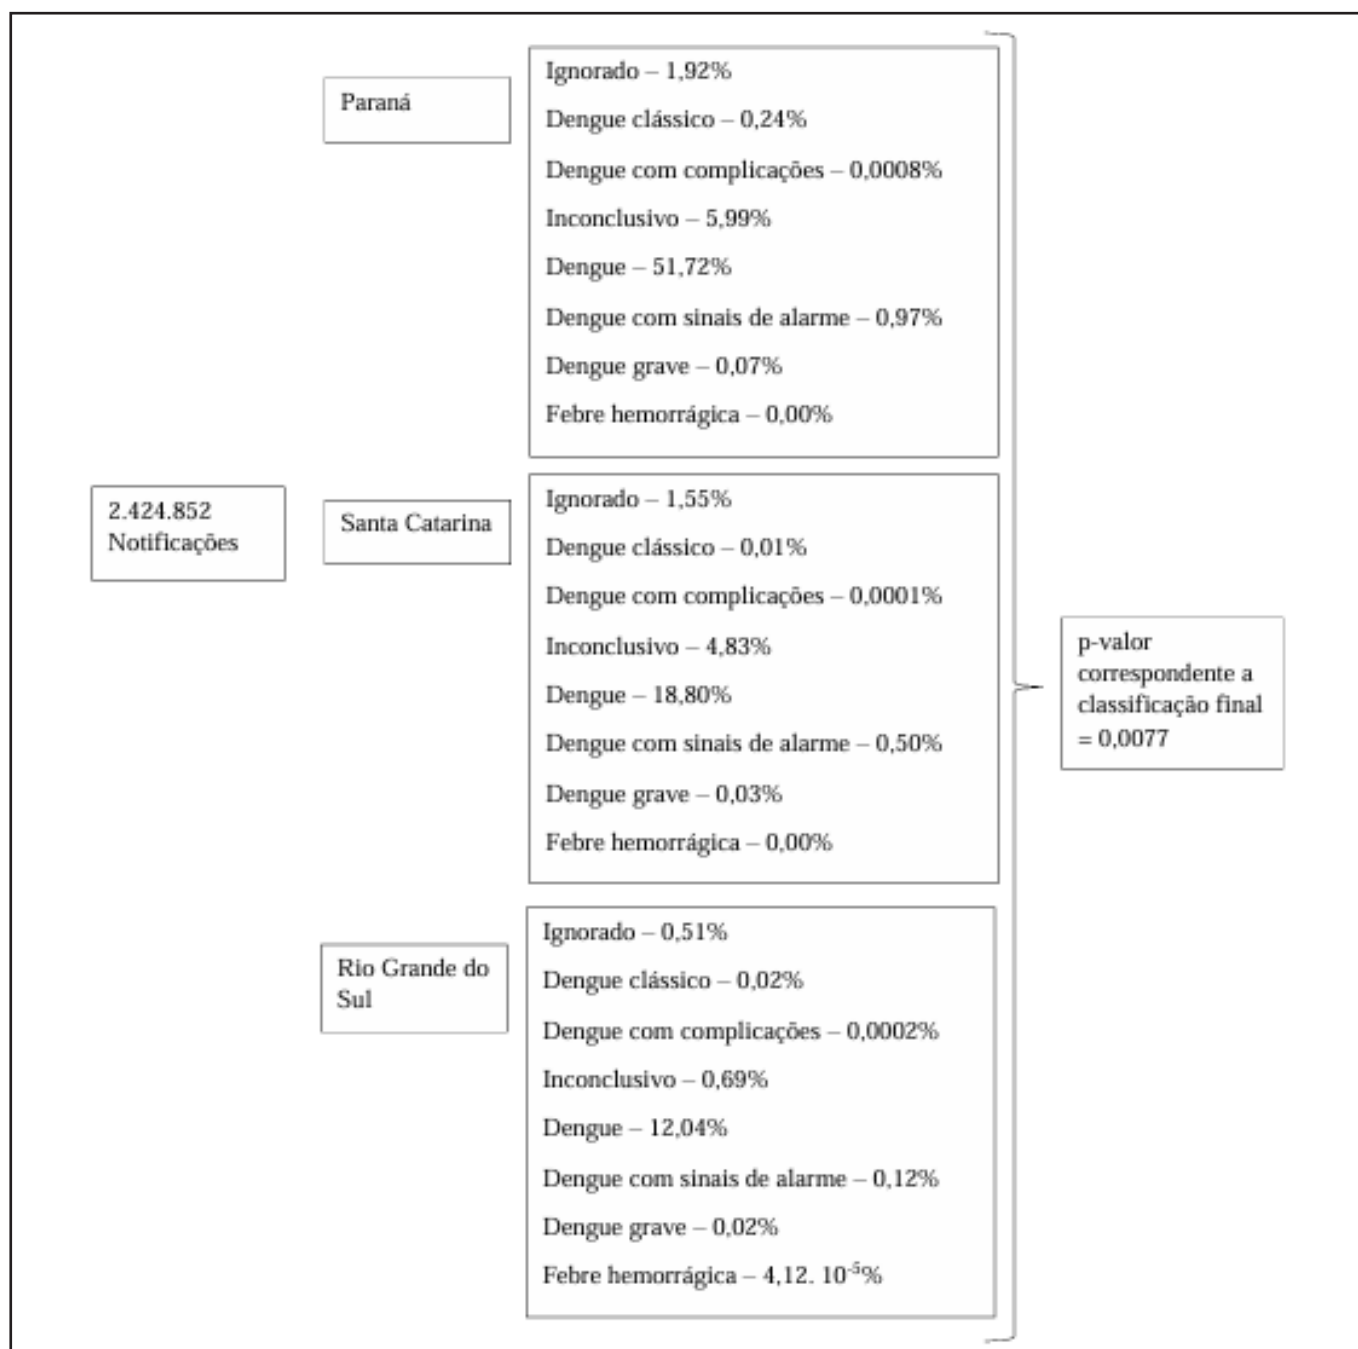 Paraná
Ignorado – 1,92%
Dengue clássico – 0,24%
Dengue com complicações – 0,0008%
Inconclusivo – 5,99%
Dengue – 51,72%
Dengue com sinais de alarme – 0,97%
Dengue grave – 0,07%
Febre hemorrágica – 0,00%
2.424.852
Notificações
Santa Catarina
Ignorado – 1,55%
Dengue clássico – 0,01%
Dengue com complicações – 0,0001%
Inconclusivo – 4,83%
Dengue – 18,80%
Dengue com sinais de alarme – 0,50%
Dengue grave – 0,03%
Febre hemorrágica – 0,00%
p-valor
correspondente a
classificação final
= 0,0077
Rio Grande do
Sul
Ignorado – 0,51%
Dengue clássico – 0,02%
Dengue com complicações – 0,0002%
Inconclusivo – 0,69%
Dengue – 12,04%
Dengue com sinais de alarme – 0,12%
Dengue grave – 0,02%
Febre hemorrágica – 4,12. 10⁻⁵%